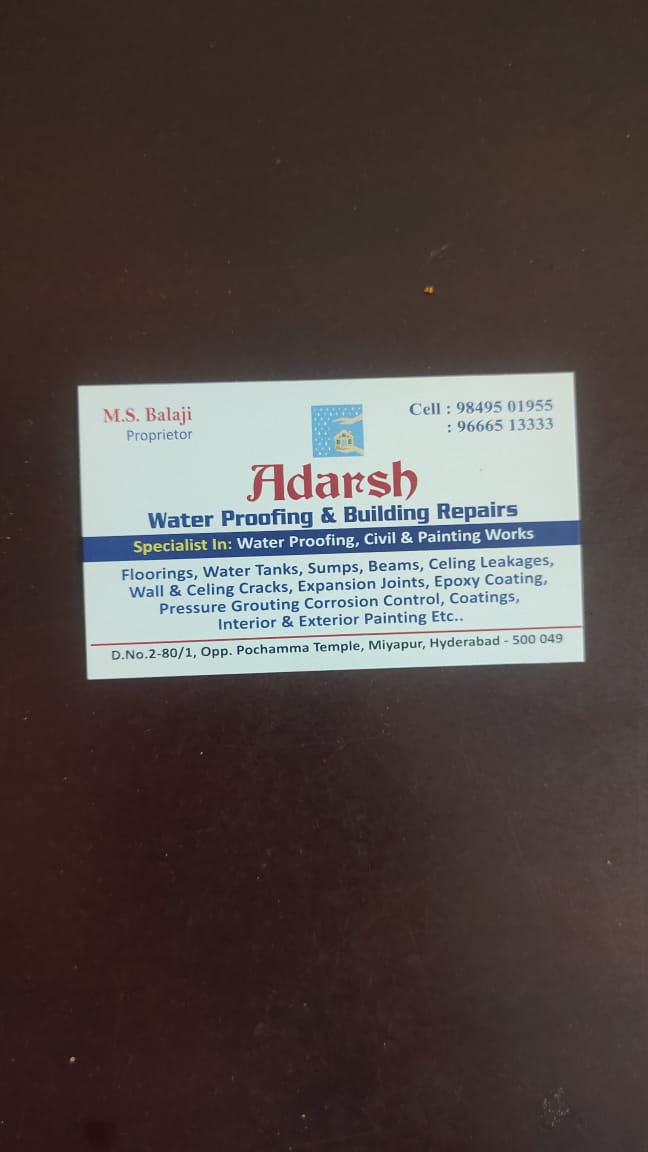 M.S. Balaji
Proprietor
Cell : 98495 01955
: 96665 13333
Adarsh
Water Proofing & Building Repairs
Specialist In: Water Proofing, Civil & Painting Works
Floorings, Water Tanks, Sumps, Beams, Celing Leakages,
Wall & Celing Cracks, Expansion Joints, Epoxy Coating,
Pressure Grouting Corrosion Control, Coatings,
Interior & Exterior Painting Etc..
D.No.2-80/1, Opp. Pochamma Temple, Miyapur, Hyderabad - 500 049